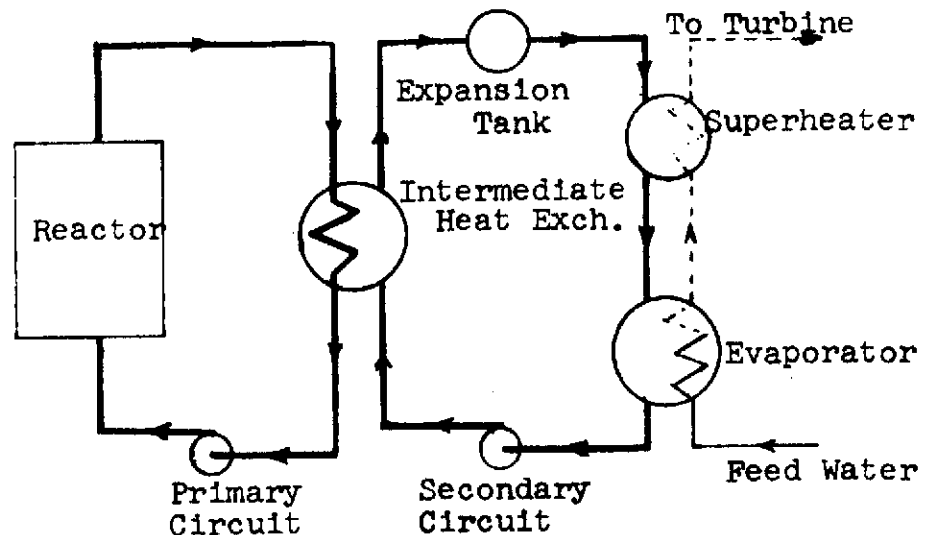 To Turbine
Expansion
Tank
Superheater
Intermediate
Heat Exch.
Reactor
Evaporator
Feed Water
Primary
Circuit
Secondary
Circuit